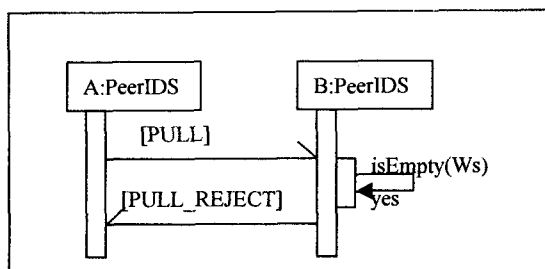 A:PeerIDS
B:PeerIDS
[PULL]
isEmpty(Ws)
yes
[PULL_REJECT]